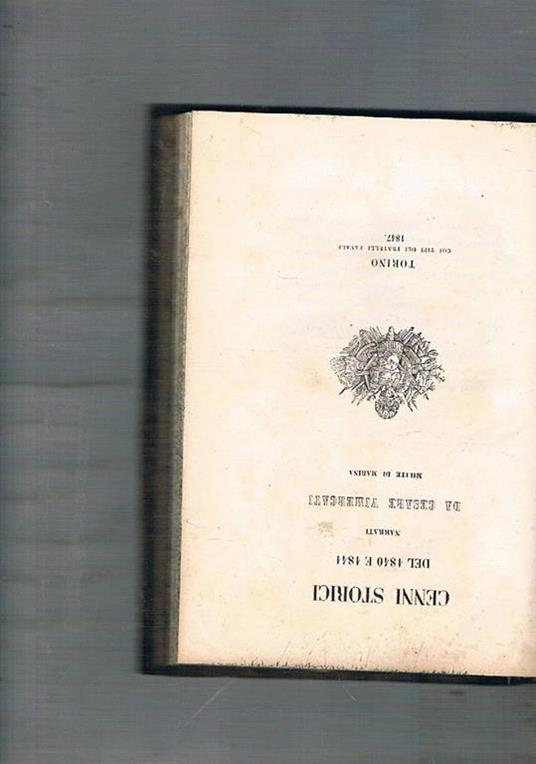 CENNI STORICI
DEL 1840 E 1841
NARRATI
DA CESARE VIMERCATI
MILITE DI MARINA
TORINO
COI TIPI DEI FRATELLI FAVALE
1847.